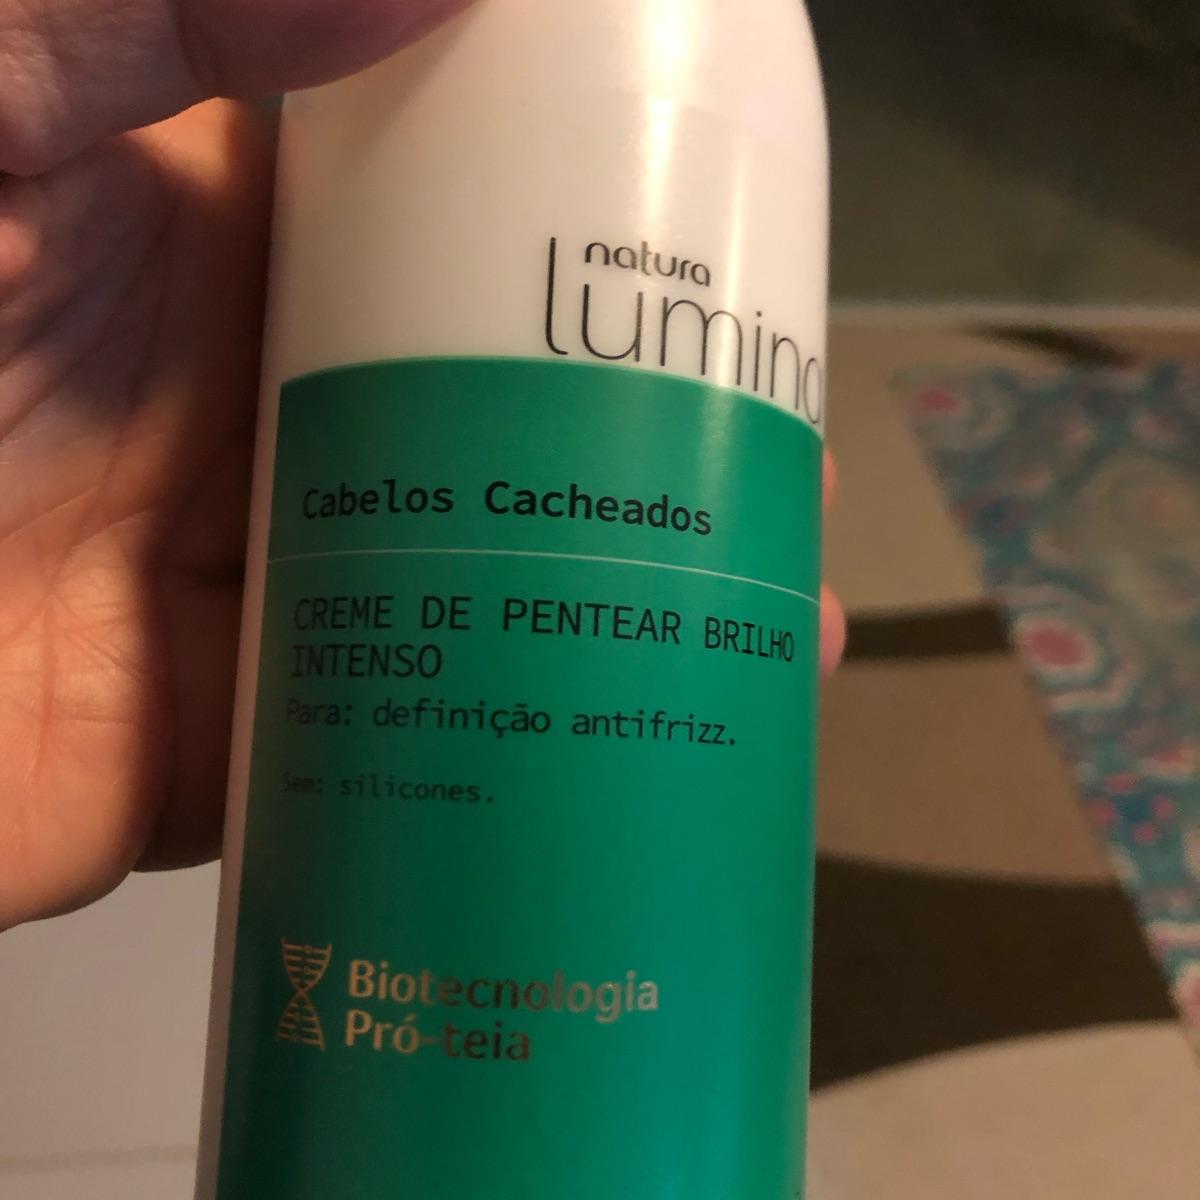 natura
Lumina
Cabelos Cacheados
CREME DE PENTEAR BRILHO
INTENSO
Para: definição antifrizz.
Sem: silicones.
Biotecnologia
Pró-teia